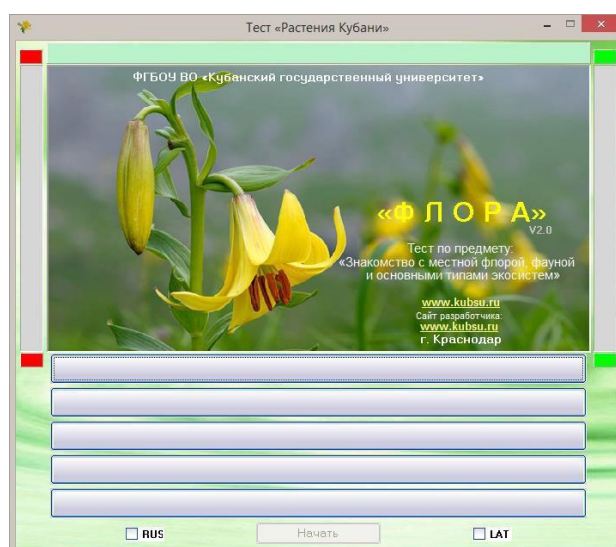 Тест «Растения Кубани»
ФГБОУ ВО «Кубанский государственный университет»
«Ф Л О Р А»
V2.0
Тест по предмету:
«Знакомство с местной флорой, фауной
и основными типами экосистем»
www.kubsu.ru
Сайт разработчика:
www.kubsu.ru
г. Краснодар
RUS
Начать
LAT